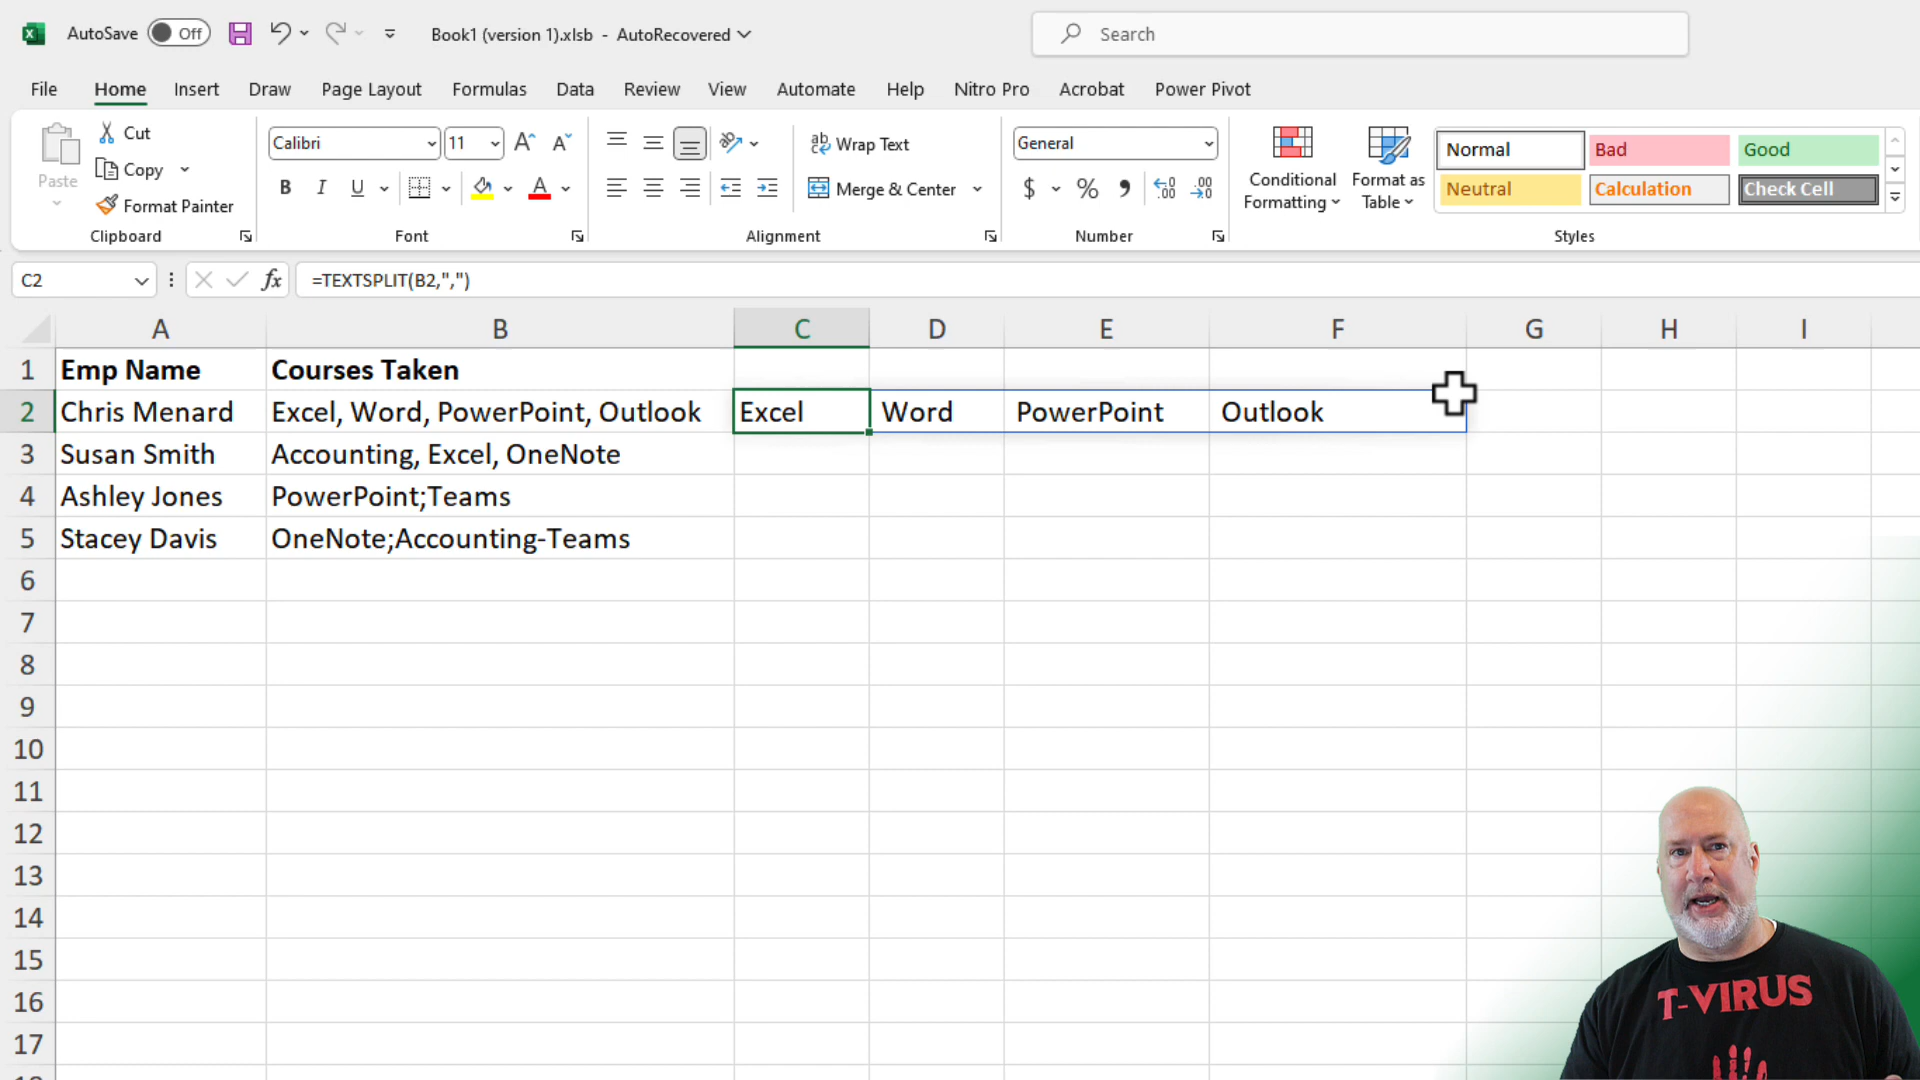 AutoSave Off Book1 (version 1).xlsb - AutoRecovered Search
File Home Insert Draw Page Layout Formulas Data Review View Automate Help Nitro Pro Acrobat Power Pivot
Paste Cut Copy Format Painter
Clipboard
Calibri 11
B I U A
Font
Wrap Text
Merge & Center
Alignment
General
$ % 9
Number
Conditional Formatting
Format as Table
Normal Bad Good
Neutral Calculation Check Cell
Styles
C2 fx =TEXTSPLIT(B2,",")
A B C D E F G H I
1 Emp Name Courses Taken
2 Chris Menard Excel, Word, PowerPoint, Outlook Excel Word PowerPoint Outlook
3 Susan Smith Accounting, Excel, OneNote
4 Ashley Jones PowerPoint;Teams
5 Stacey Davis OneNote;Accounting-Teams
6
7
8
9
10
11
12
13
14
15
16
17
T-VIRUS